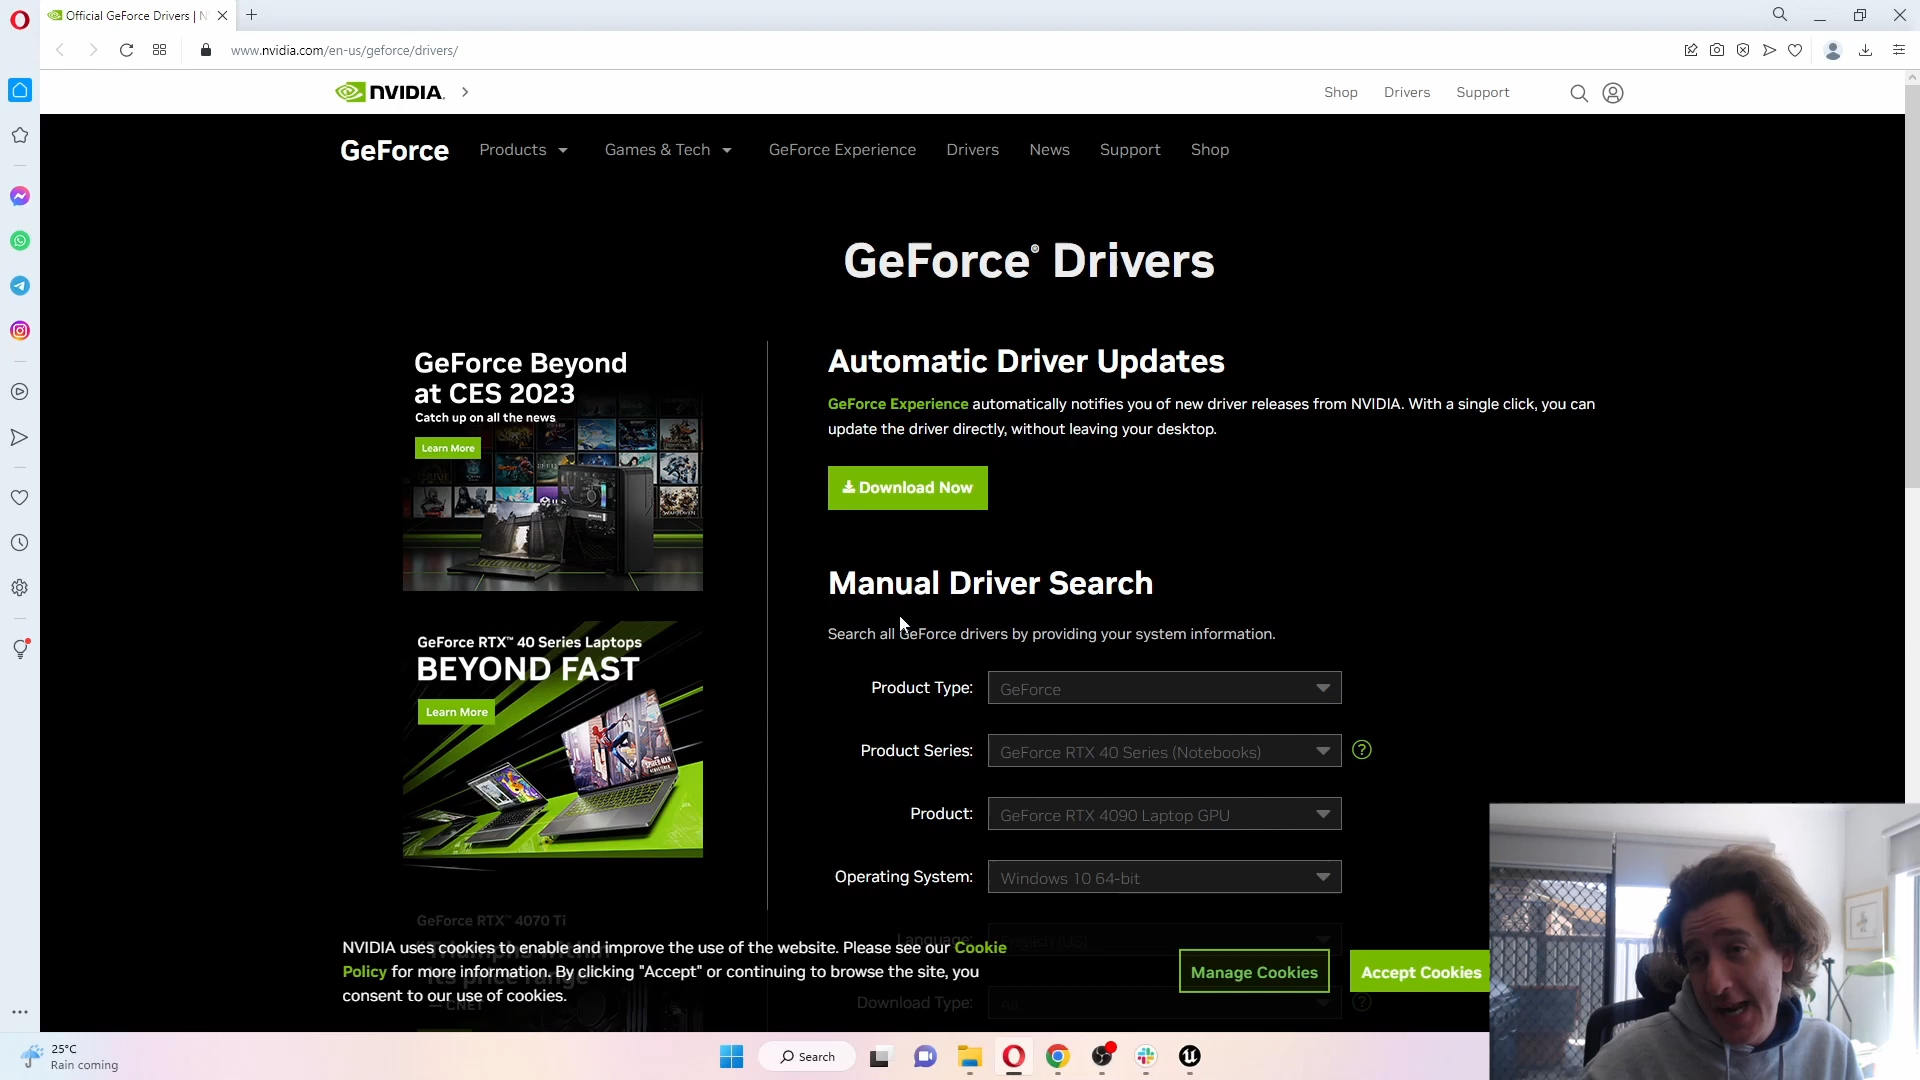 Official GeForce Drivers | N
www.nvidia.com/en-us/geforce/drivers/
NVIDIA.
Shop
Drivers
Support
GeForce
Products
Games & Tech
GeForce Experience
Drivers
News
Support
Shop
GeForce® Drivers
GeForce Beyond
at CES 2023
Catch up on all the news
Learn More
Automatic Driver Updates
GeForce Experience automatically notifies you of new driver releases from NVIDIA. With a single click, you can
update the driver directly, without leaving your desktop.
Download Now
Manual Driver Search
Search all GeForce drivers by providing your system information.
GeForce RTX™ 40 Series Laptops
BEYOND FAST
Learn More
Product Type:
GeForce
Product Series:
GeForce RTX 40 Series (Notebooks)
?
Product:
GeForce RTX 4090 Laptop GPU
Operating System:
Windows 10 64-bit
GeForce RTX™ 4070 Ti
Language:
English (US)
NVIDIA uses cookies to enable and improve the use of the website. Please see our Cookie
Policy for more information. By clicking "Accept" or continuing to browse the site, you
consent to our use of cookies.
its price range
— CNET
Manage Cookies
Accept Cookies
Download Type:
All
?
25°C
Rain coming
Search